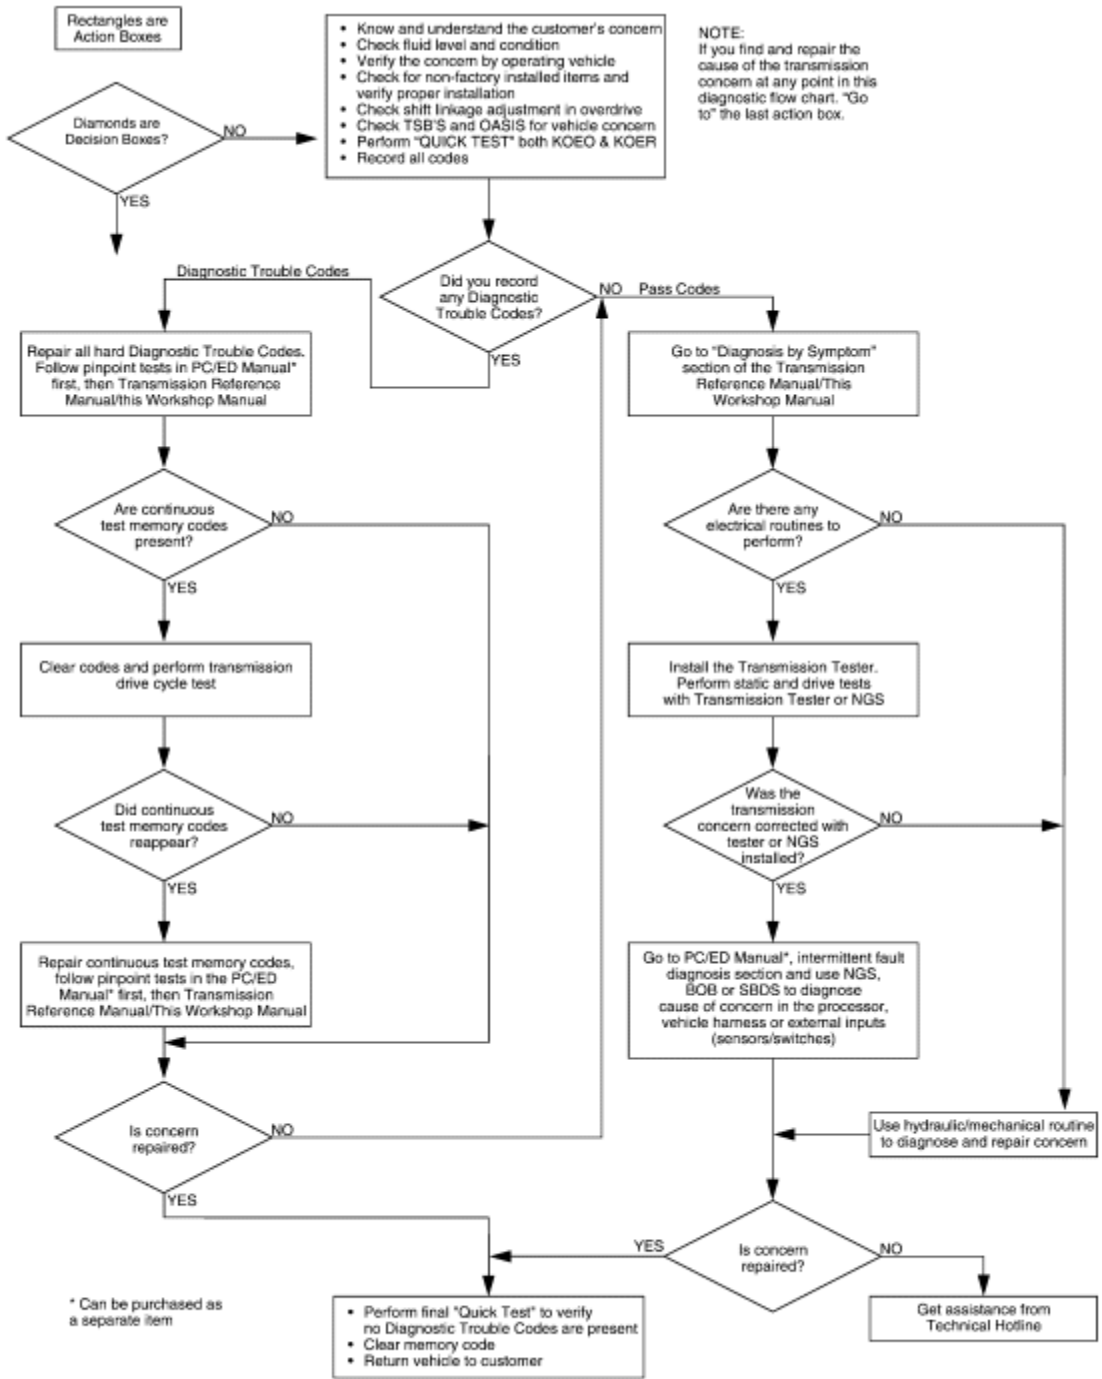 Rectangles are
Action Boxes
Diamonds are
Decision Boxes?
NO
YES
• Know and understand the customer's concern
• Check fluid level and condition
• Verify the concern by operating vehicle
• Check for non-factory installed items and
verify proper installation
• Check shift linkage adjustment in overdrive
• Check TSB'S and OASIS for vehicle concern
• Perform "QUICK TEST" both KOEO & KOER
• Record all codes
NOTE:
If you find and repair the
cause of the transmission
concern at any point in this
diagnostic flow chart. "Go
to" the last action box.
Did you record
any Diagnostic
Trouble Codes?
Diagnostic Trouble Codes
YES
NO Pass Codes
Repair all hard Diagnostic Trouble Codes.
Follow pinpoint tests in PC/ED Manual*
first, then Transmission Reference
Manual/this Workshop Manual
Are continuous
test memory codes
present?
NO
YES
Clear codes and perform transmission
drive cycle test
Did continuous
test memory codes
reappear?
NO
YES
Repair continuous test memory codes,
follow pinpoint tests in the PC/ED
Manual* first, then Transmission
Reference Manual/This Workshop Manual
Is concern
repaired?
NO
YES
Go to "Diagnosis by Symptom"
section of the Transmission
Reference Manual/This
Workshop Manual
Are there any
electrical routines to
perform?
NO
YES
Install the Transmission Tester.
Perform static and drive tests
with Transmission Tester or NGS
Was the
transmission
concern corrected with
tester or NGS
installed?
NO
YES
Go to PC/ED Manual*, intermittent fault
diagnosis section and use NGS,
BOB or SBDS to diagnose
cause of concern in the processor,
vehicle harness or external inputs
(sensors/switches)
Use hydraulic/mechanical routine
to diagnose and repair concern
Is concern
repaired?
YES
NO
Get assistance from
Technical Hotline
• Perform final "Quick Test" to verify
no Diagnostic Trouble Codes are present
• Clear memory code
• Return vehicle to customer
* Can be purchased as
a separate item